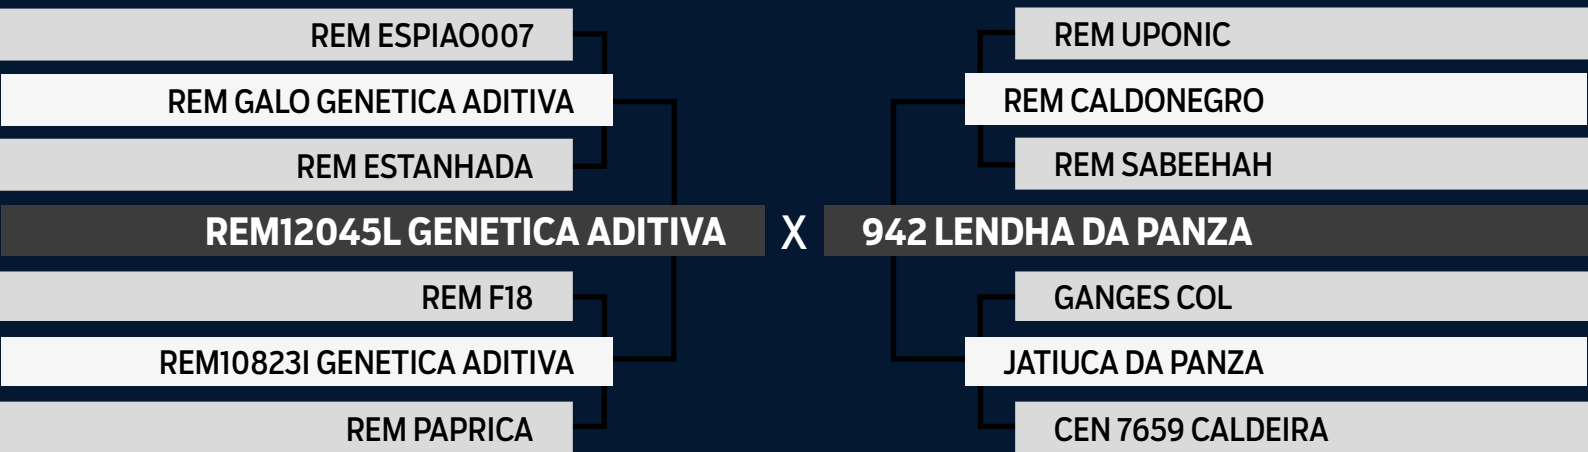 REM ESPIAO007
REM GALO GENETICA ADITIVA
REM ESTANHADA
REM12045L GENETICA ADITIVA
REM F18
REM10823I GENETICA ADITIVA
REM PAPRICA
X
REM UPONIC
REM CALDONEGRO
REM SABEEHAH
942 LENDHA DA PANZA
GANGES COL
JATIUCA DA PANZA
CEN 7659 CALDEIRA